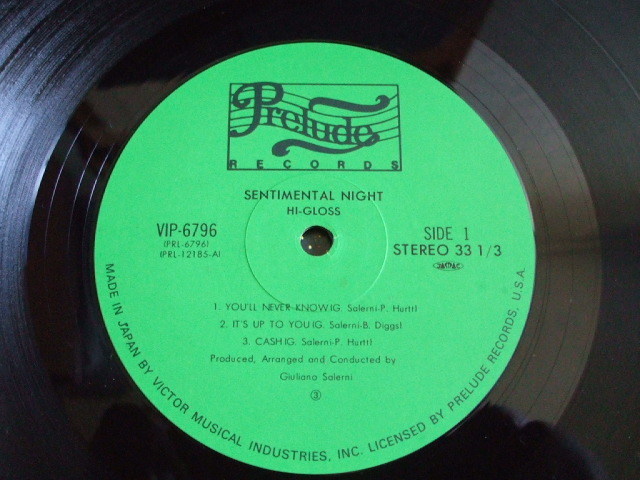 Prelude
RECORDS
SENTIMENTAL NIGHT
HI-GLOSS
VIP-6796
(PRL-6796)
(PRL-12185-A)
SIDE 1
STEREO 33 1/3
1. YOU'LL NEVER KNOW(G. Salerni-P. Hurtt)
2. IT'S UP TO YOU(G. Salerni-B. Diggs)
3. CASH(G. Salerni-P. Hurtt)
Produced, Arranged and Conducted by
Giuliano Salerni
③
MADE IN JAPAN BY VICTOR MUSICAL INDUSTRIES, INC. LICENSED BY PRELUDE RECORDS, U.S.A.